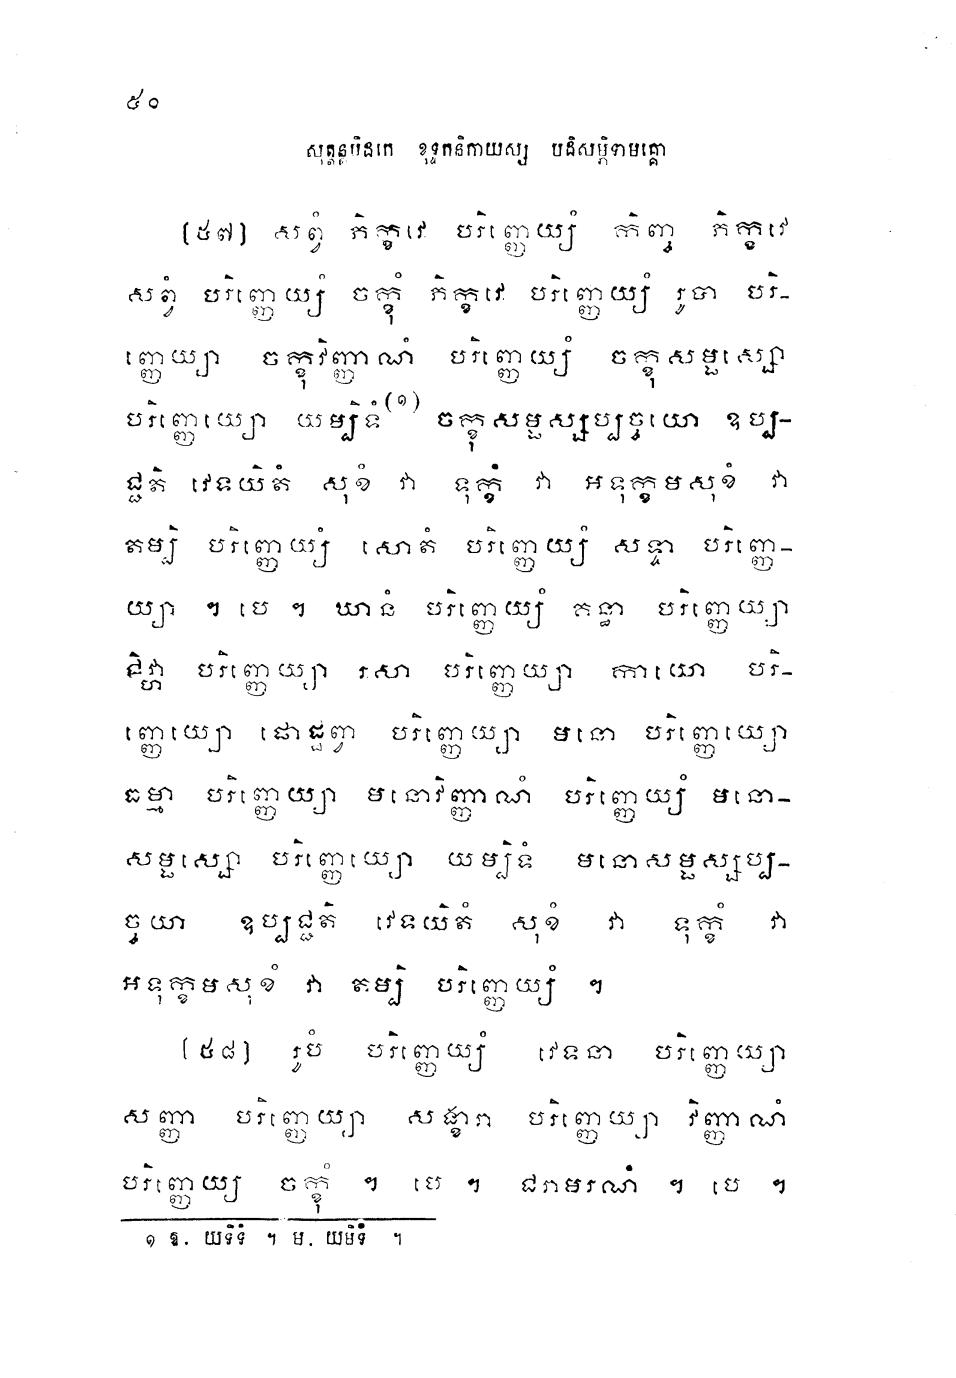 ៥០
សុត្តន្តបិដកេ ខុទ្ទកនិកាយស្ស បដិសម្ភិទាមគ្គោ
(៥៧) សព្វំ ភិក្ខវេ បរិញ្ញេយ្យំ កិញ្ច ភិក្ខវេ
សព្វំ បរិញ្ញេយ្យំ ចក្ខុំ ភិក្ខវេ បរិញ្ញេយ្យំ រូបា បរិ-
ញ្ញេយ្យា ចក្ខុវិញ្ញាណំ បរិញ្ញេយ្យំ ចក្ខុសម្ផស្សោ
បរិញ្ញេយ្យោ យម្បិទំ(១) ចក្ខុសម្ផស្សប្បច្ចយោ ឧប្ប-
ជ្ជតិ វេទយិតំ សុខំ វា ទុក្ខំ វា អទុក្ខមសុខំ វា
តម្បិ បរិញ្ញេយ្យំ សោតំ បរិញ្ញេយ្យំ សទ្ទា បរិញ្ញេ-
យ្យា ។ បេ ។ ឃានំ បរិញ្ញេយ្យំ គន្ធា បរិញ្ញេយ្យា
ជិវ្ហា បរិញ្ញេយ្យា រសា បរិញ្ញេយ្យា កាយោ បរិ-
ញ្ញេយ្យោ ផោដ្ឋព្វា បរិញ្ញេយ្យា មនោ បរិញ្ញេយ្យោ
ធម្មា បរិញ្ញេយ្យា មនោវិញ្ញាណំ បរិញ្ញេយ្យំ មនោ-
សម្ផស្សោ បរិញ្ញេយ្យោ យម្បិទំ មនោសម្ផស្សប្ប-
ច្ចយា ឧប្បជ្ជតិ វេទយិតំ សុខំ វា ទុក្ខំ វា
អទុក្ខមសុខំ វា តម្បិ បរិញ្ញេយ្យំ ។
(៥៨) រូបំ បរិញ្ញេយ្យំ វេទនា បរិញ្ញេយ្យា
សញ្ញា បរិញ្ញេយ្យា សង្ខារា បរិញ្ញេយ្យា វិញ្ញាណំ
បរិញ្ញេយ្យ ចក្ខុំ ។ បេ ។ ជរាមរណំ ។ បេ ។
១ ឱ. យទិទំ ។ ម. យមិទំ ។